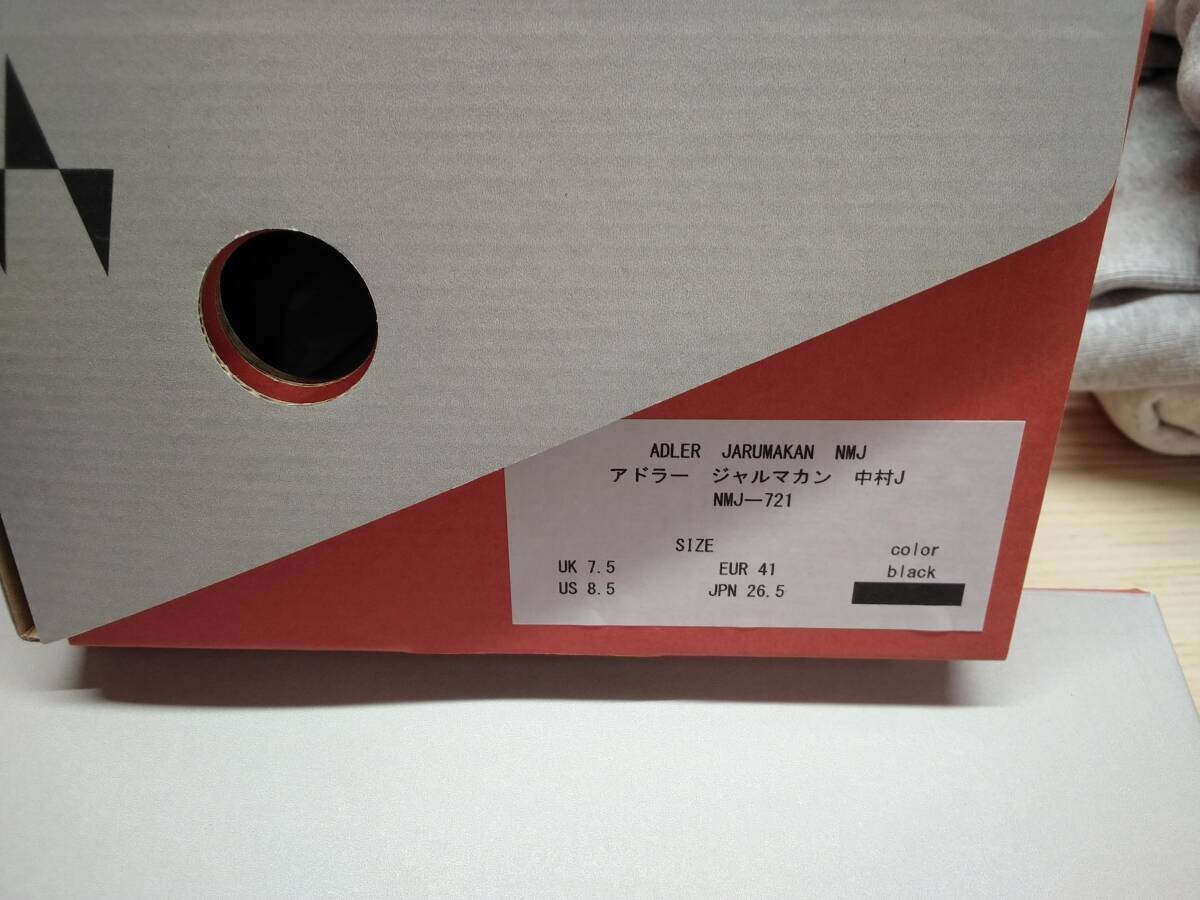 ADLER JARUMAKAN NMJ
アドラー ジャルマカン 中村J
NMJ—721
SIZE
UK 7.5 EUR 41
US 8.5 JPN 26.5
color
black